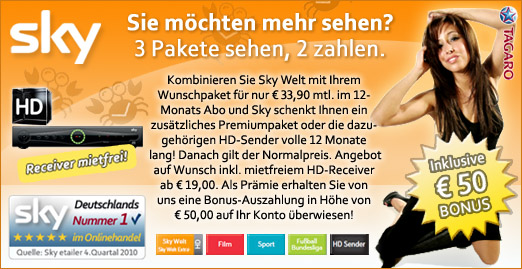 sky
Sie möchten mehr sehen?
3 Pakete sehen, 2 zahlen.
TAGARO
HD
sky
Receiver mietfrei!
Kombinieren Sie Sky Welt mit Ihrem
Wunschpaket für nur € 33,90 mtl. im 12-
Monats Abo und Sky schenkt Ihnen ein
zusätzliches Premiumpaket oder die dazu-
gehörigen HD-Sender volle 12 Monate
lang! Danach gilt der Normalpreis. Angebot
auf Wunsch inkl. mietfreiem HD-Receiver
ab € 19,00. Als Prämie erhalten Sie von
uns eine Bonus-Auszahlung in Höhe von
€ 50,00 auf Ihr Konto überwiesen!
Inklusive
€ 50
BONUS
sky
Deutschlands
Nummer 1
im Onlinehandel
Quelle: Sky etailer 4.Quartal 2010
Sky Welt
Sky Welt Extra
Film
Sport
Fußball
Bundesliga
HD Sender